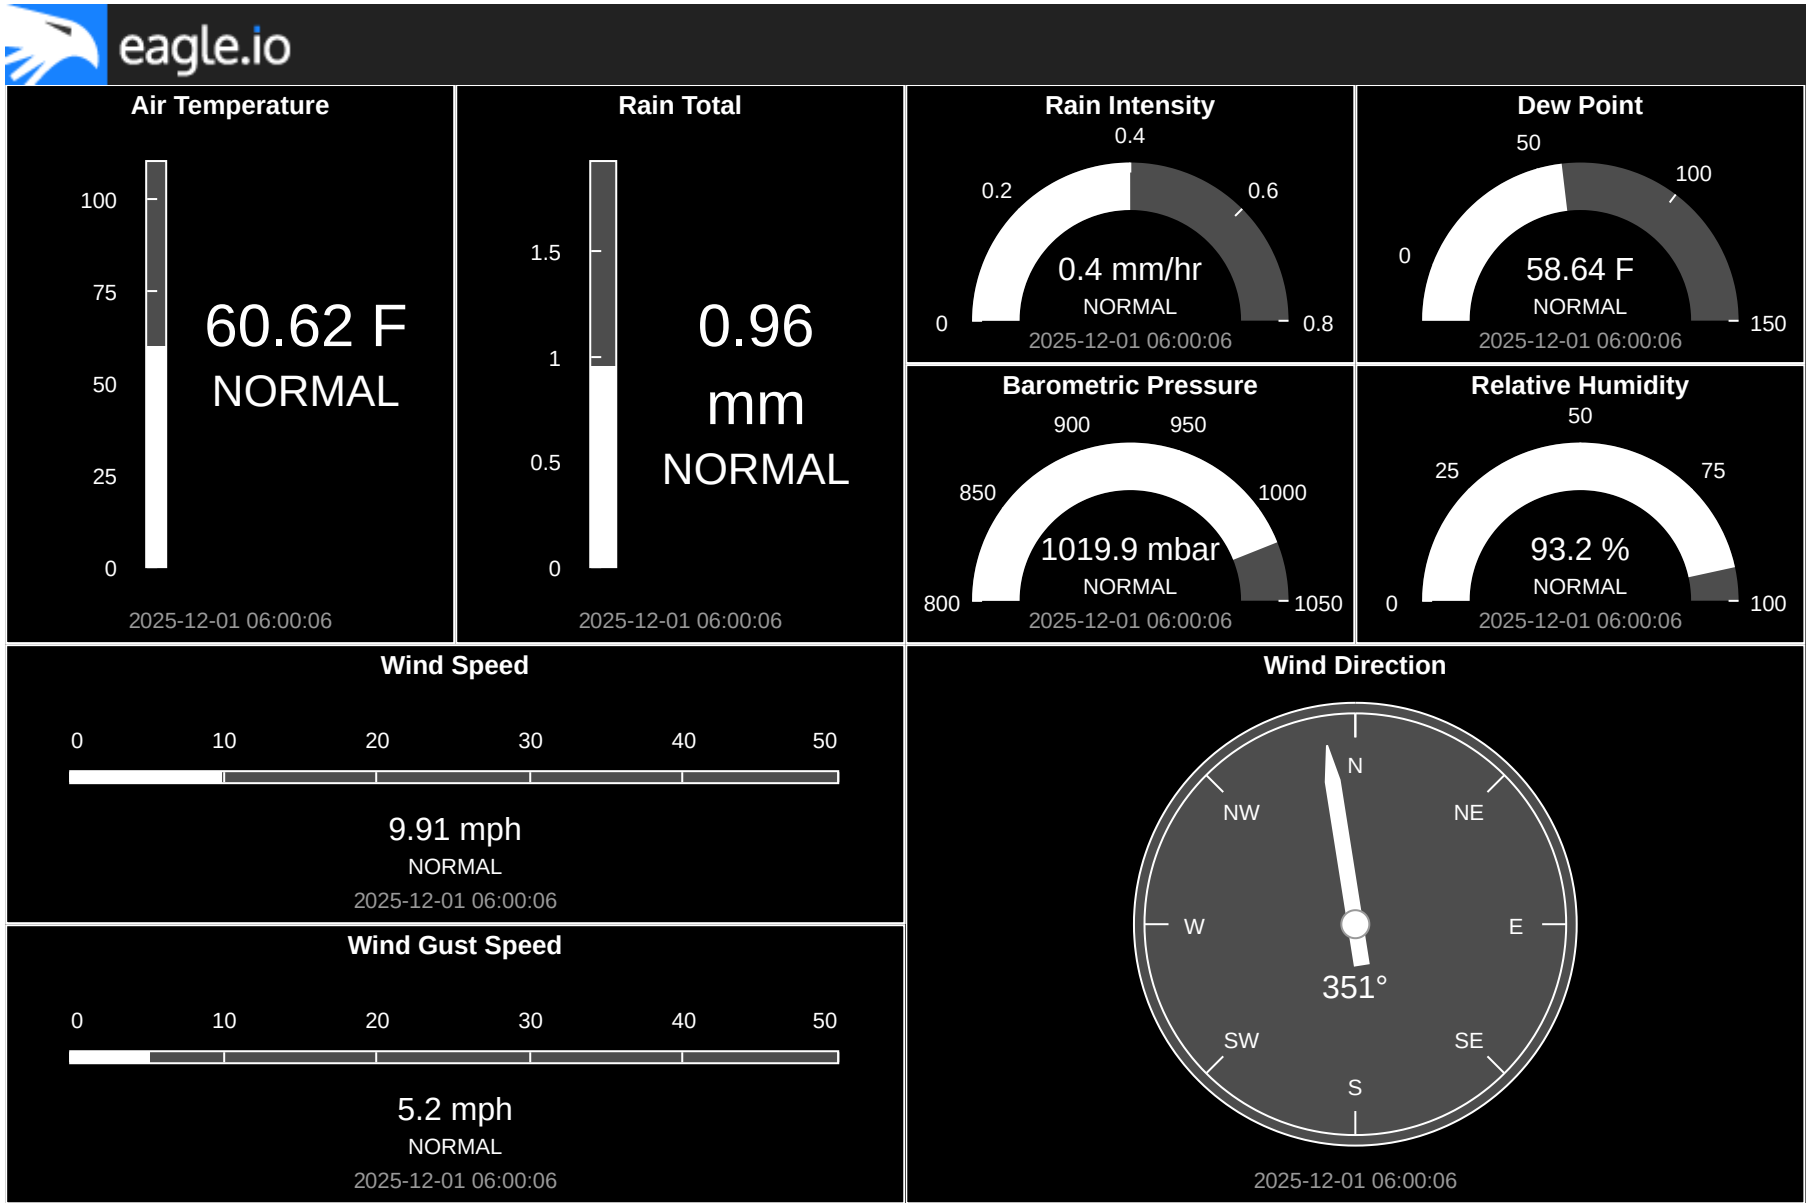 eagle.io
Air Temperature
100
75
50
25
0
60.62 F
NORMAL
2025-12-01 06:00:06
Rain Total
1.5
1
0.5
0
0.96
mm
NORMAL
2025-12-01 06:00:06
Rain Intensity
0.4
0.2
0.6
0
0.8
0.4 mm/hr
NORMAL
2025-12-01 06:00:06
Dew Point
50
100
0
150
58.64 F
NORMAL
2025-12-01 06:00:06
Barometric Pressure
900
950
850
1000
800
1050
1019.9 mbar
NORMAL
2025-12-01 06:00:06
Relative Humidity
50
25
75
0
100
93.2 %
NORMAL
2025-12-01 06:00:06
Wind Speed
0 10 20 30 40 50
9.91 mph
NORMAL
2025-12-01 06:00:06
Wind Gust Speed
0 10 20 30 40 50
5.2 mph
NORMAL
2025-12-01 06:00:06
Wind Direction
N
NW
NE
W
E
351°
SW
SE
S
2025-12-01 06:00:06